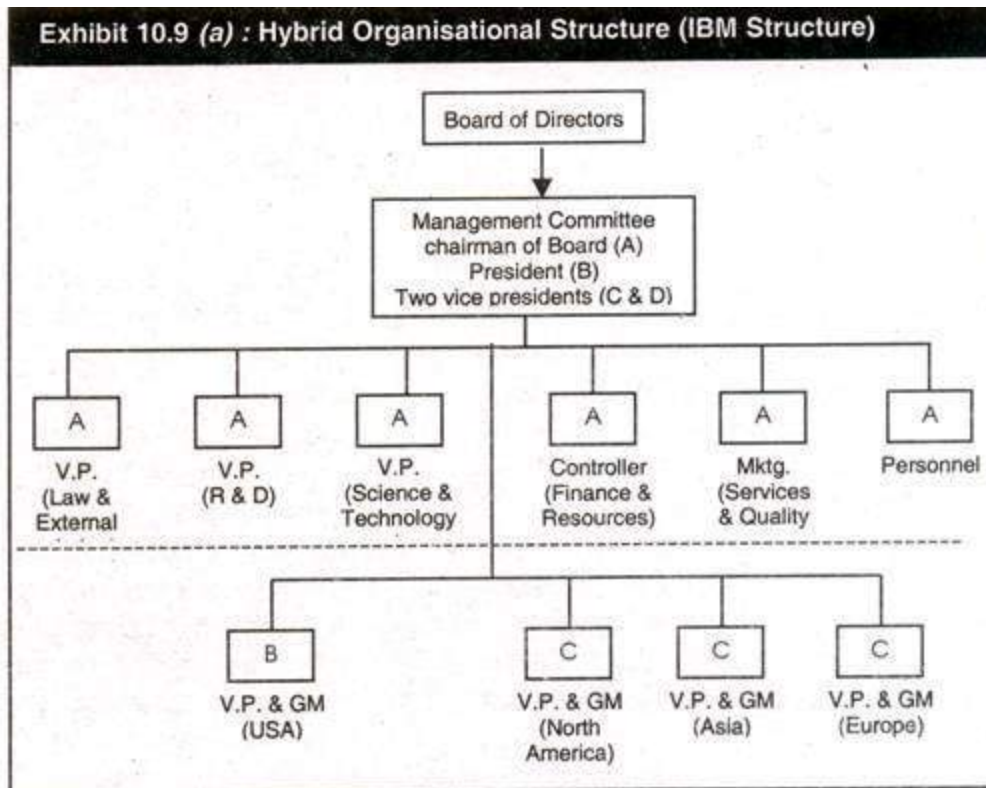 Exhibit 10.9 (a) : Hybrid Organisational Structure (IBM Structure)
Board of Directors
Management Committee
chairman of Board (A)
President (B)
Two vice presidents (C & D)
A
V.P.
(Law &
External
A
V.P.
(R & D)
A
V.P.
(Science &
Technology
A
Controller
(Finance &
Resources)
A
Mktg.
(Services
& Quality
A
Personnel
B
V.P. & GM
(USA)
C
V.P. & GM
(North
America)
C
V.P. & GM
(Asia)
C
V.P. & GM
(Europe)